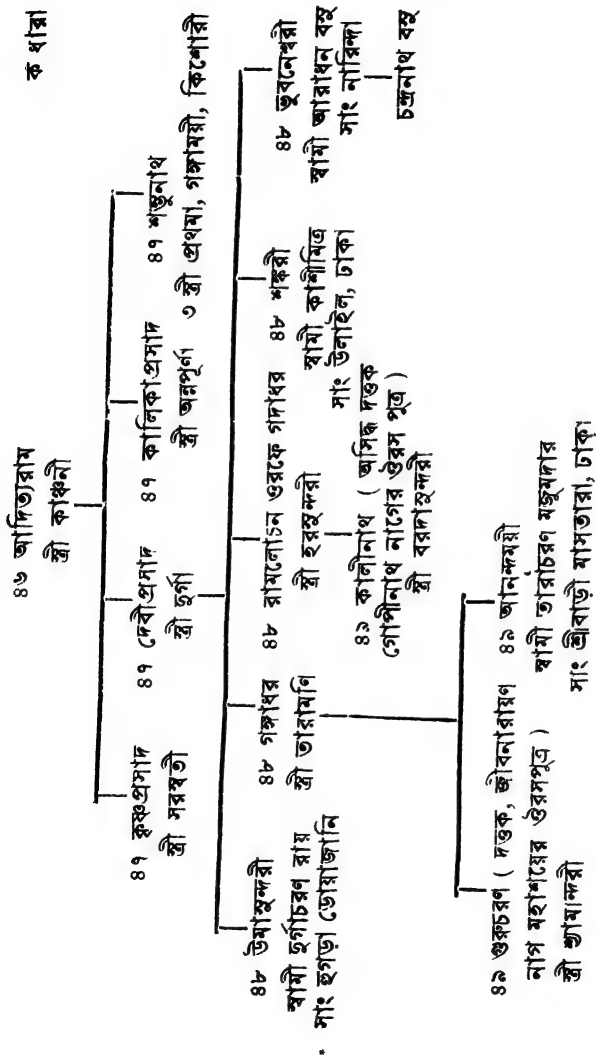 ক ধারা
৪৬ আদিত্যরাম
স্ত্রী কাঞ্চনী
৪৭ কৃষ্ণপ্রসাদ
স্ত্রী সরস্বতী
৪৭ দেবীপ্রসাদ
স্ত্রী দুর্গা
৪৭ কালিকাপ্রসাদ
স্ত্রী অন্নপূর্ণা
৪৭ শম্ভুনাথ
৩ স্ত্রী প্রথমা, গঙ্গাময়ী, কিশোরী
৪৮ উমাসুন্দরী
স্বামী দুর্গাচরণ রায়
সাং হুগড়া ডোয়াজানি
৪৮ গঙ্গাধর
স্ত্রী তারামণি
৪৮ রামলোচন ওরফে গদাধর
স্ত্রী হরসুন্দরী
৪৮ শঙ্করী
স্বামী কাশীমিত্র
সাং উলাইল, ঢাকা
৪৮ ভুবনেশ্বরী
স্বামী আরাধন বসু
সাং নারিন্দা
চন্দ্রনাথ বসু
৪৯ কালীনাথ ( অসিদ্ধ দত্তক
গোপীনাথ নাগের ঔরস পুত্র )
স্ত্রী বরদাসুন্দরী
৪৯ গুরুচরণ ( দত্তক, জীবনারায়ণ
নাগ মহাশয়ের ঔরসপুত্র )
স্ত্রী শ্যামান্দরী
৪৯ আনন্দময়ী
স্বামী তারাচরণ মজুমদার
সাং শ্রীবাড়ী মাসতারা, ঢাকা